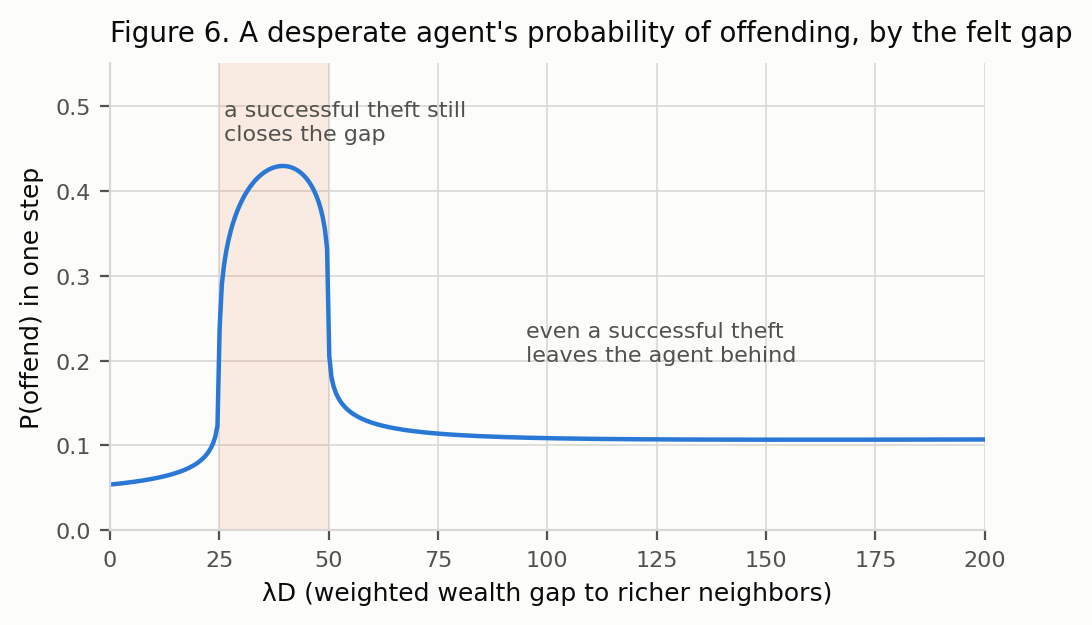 Figure 6. A desperate agent's probability of offending, by the felt gap
P(offend) in one step
0.5
0.4
0.3
0.2
0.1
0.0
a successful theft still
closes the gap
even a successful theft
leaves the agent behind
0 25 50 75 100 125 150 175 200
λD (weighted wealth gap to richer neighbors)